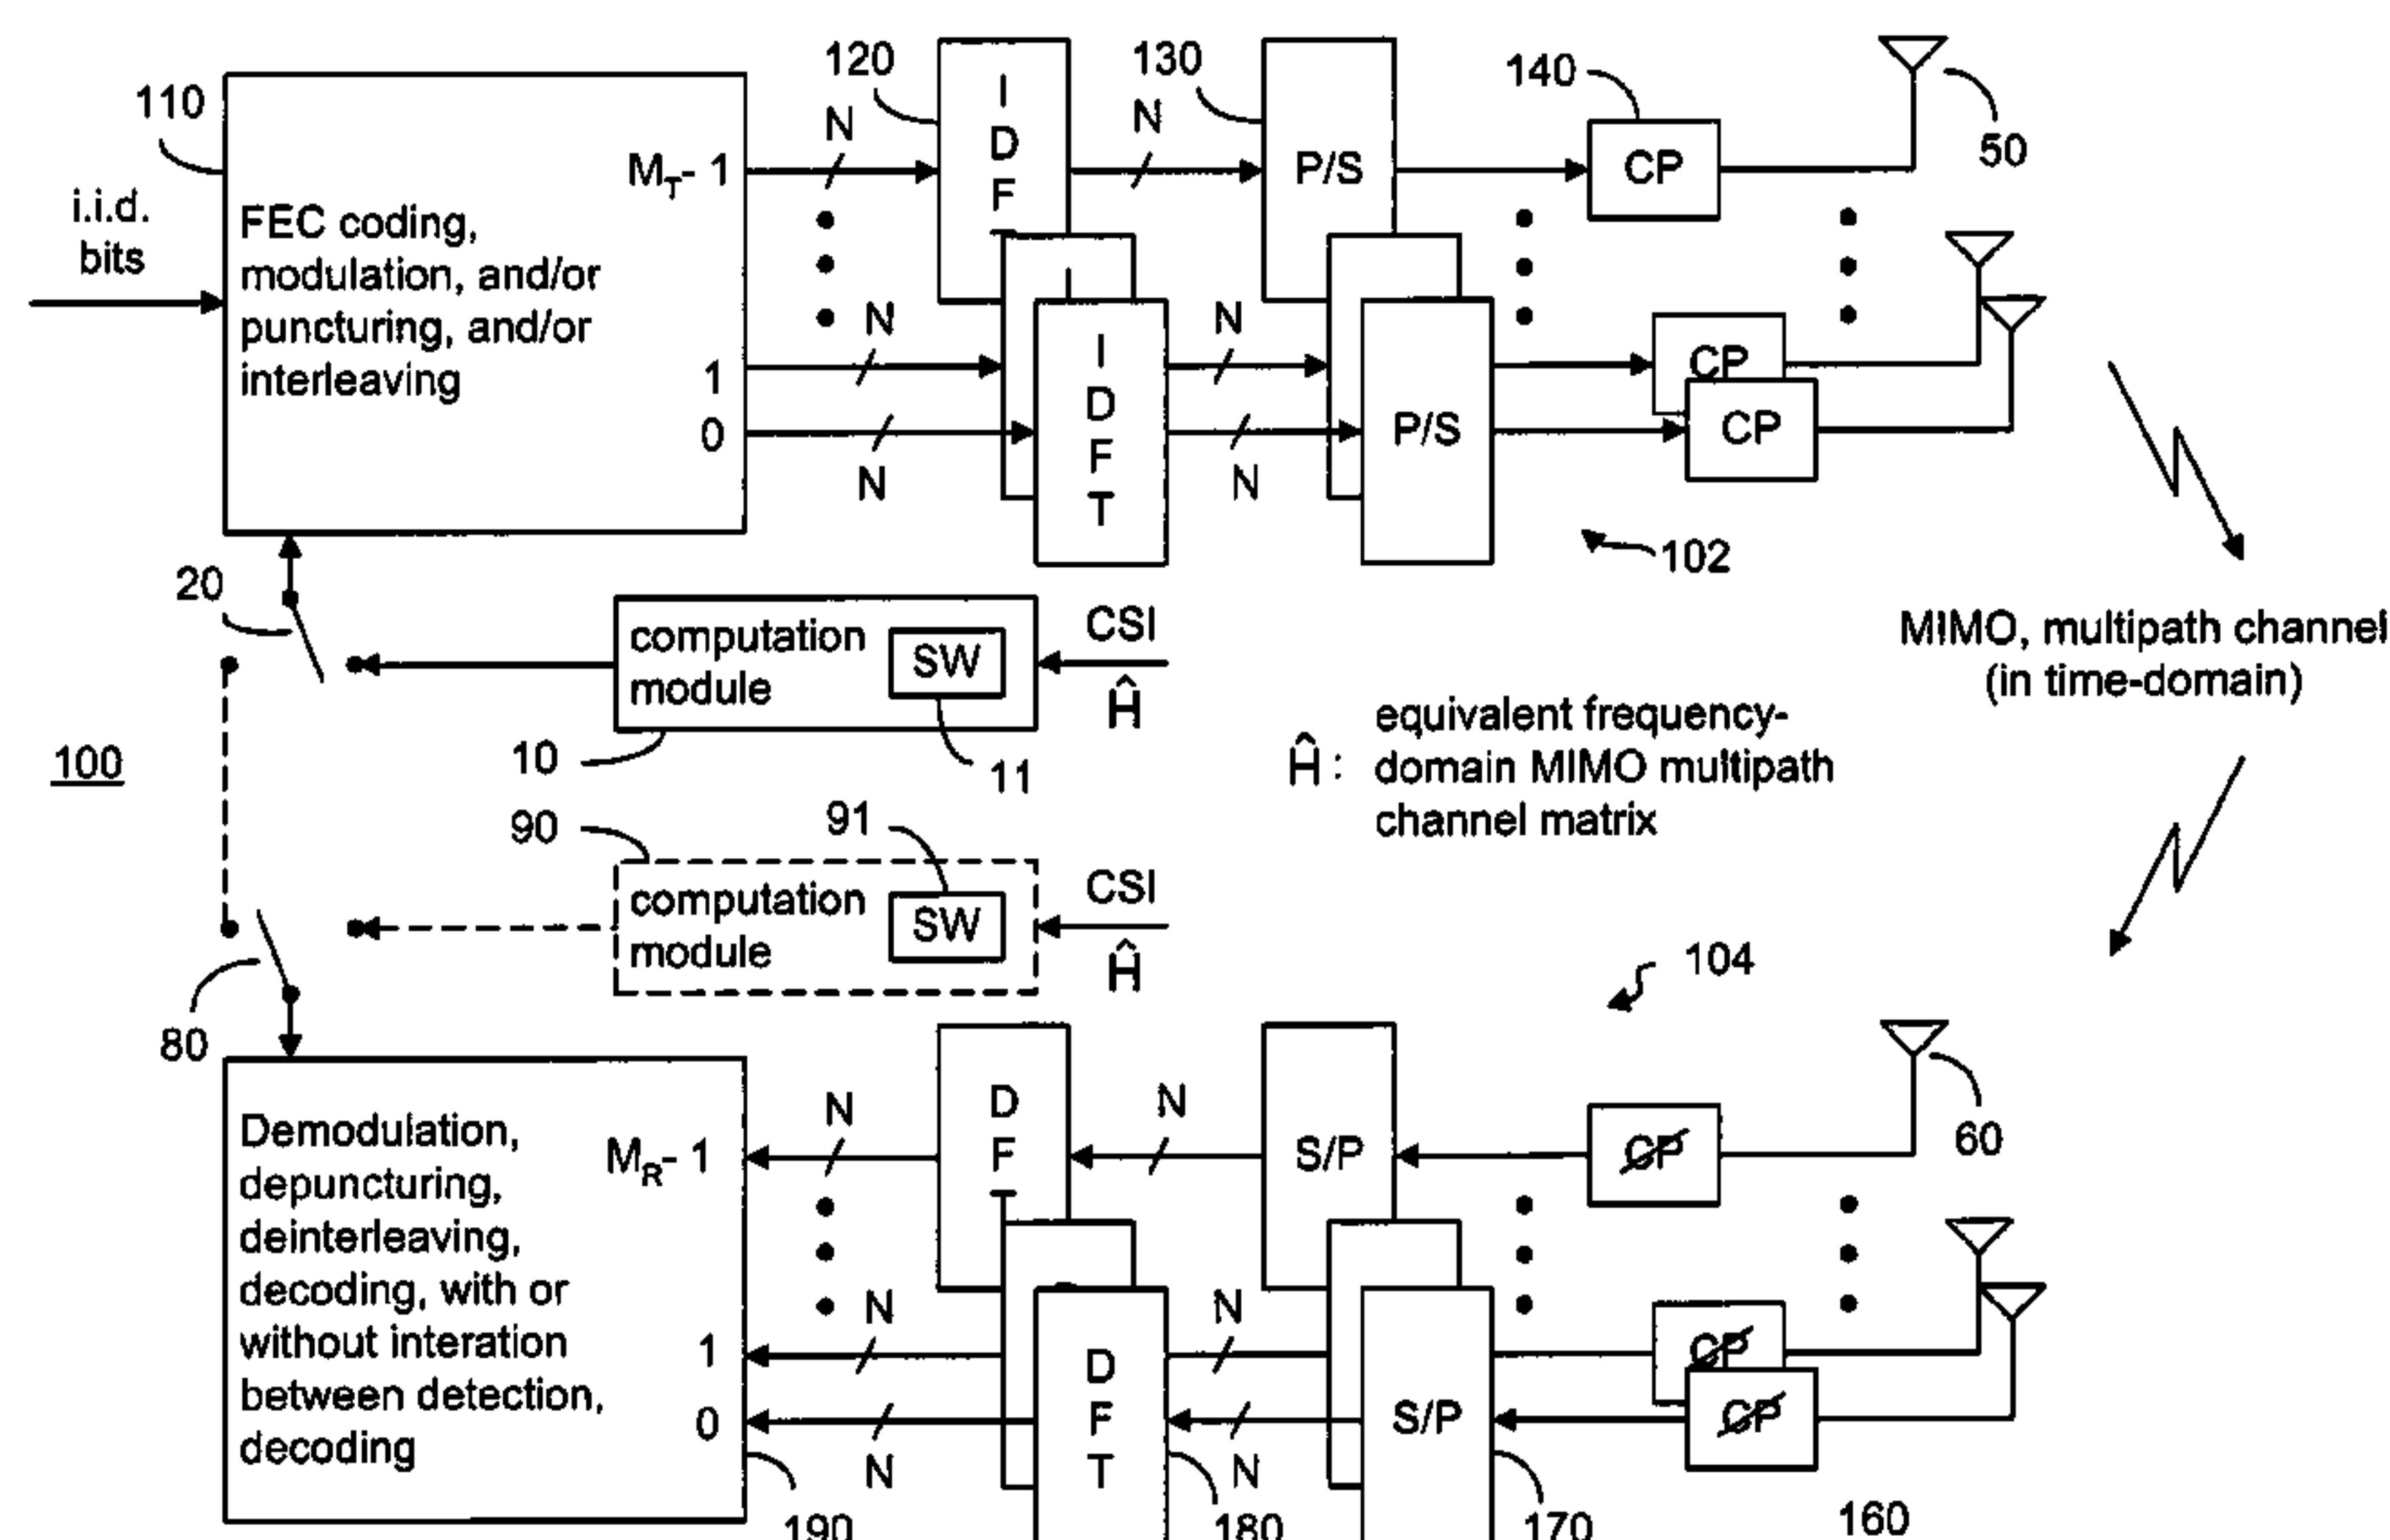 110
i.i.d.
bits
FEC coding,
modulation, and/or
puncturing, and/or
interleaving
M_T- 1
1
0
N
N
N
120
I
D
F
T
I
I
D
F
T
N
N
N
130
P/S
P/S
140
CP
CP
CP
50
102
20
computation
module
SW
10
11
CSI
Ĥ
MIMO, multipath channel
(in time-domain)
Ĥ :
equivalent frequency-
domain MIMO multipath
channel matrix
100
90
91
computation
module
SW
CSI
Ĥ
80
104
Demodulation,
depuncturing,
deinterleaving,
decoding, with or
without interation
between detection,
decoding
M_R- 1
1
0
N
N
N
D
F
T
D
F
T
N
N
N
S/P
S/P
CP
CP
CP
60
190
180
170
160